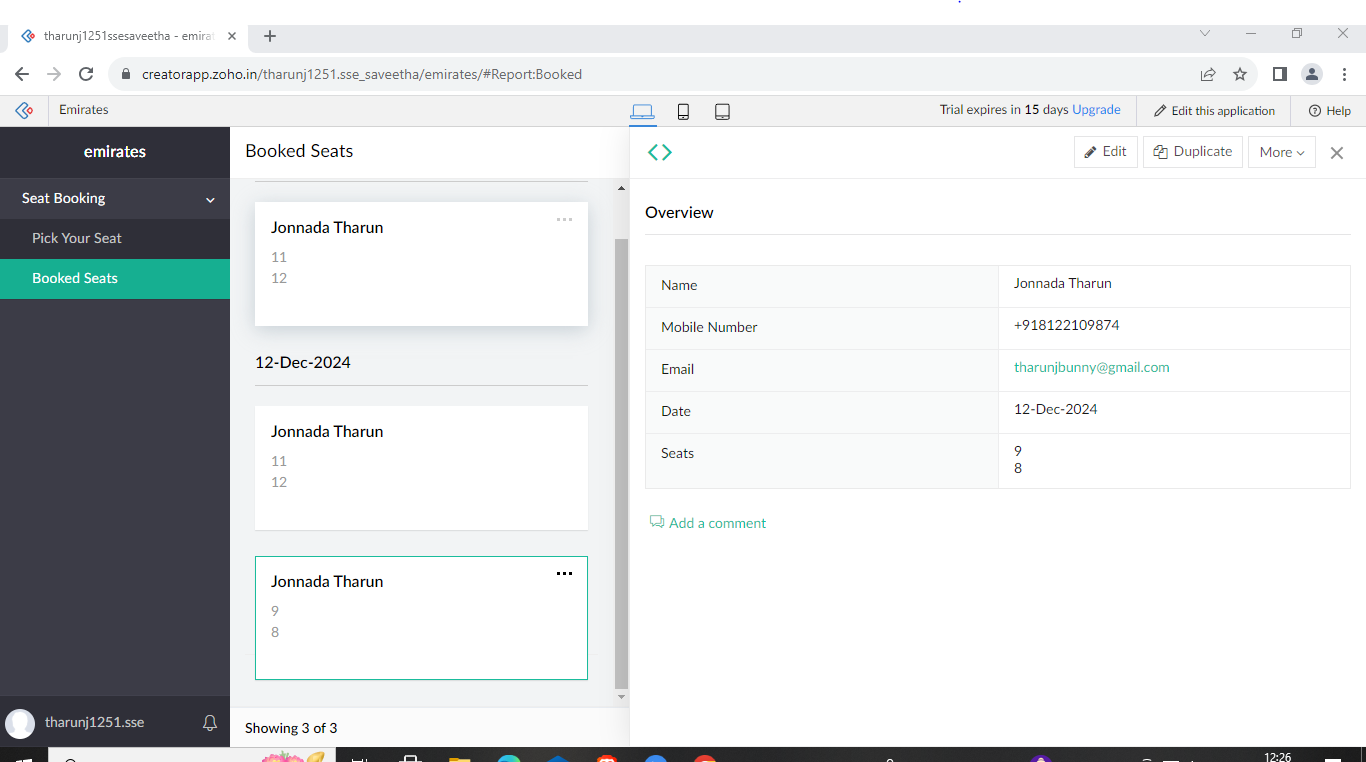 tharunj1251ssesaveetha - emira
creatorapp.zoho.in/tharunj1251.sse_saveetha/emirates/#Report:Booked
Emirates
Trial expires in 15 days Upgrade
Edit this application
Help
emirates
Seat Booking
Pick Your Seat
Booked Seats
tharunj1251.sse
Booked Seats
Jonnada Tharun
11
12
12-Dec-2024
Jonnada Tharun
11
12
Jonnada Tharun
9
8
Showing 3 of 3
Edit
Duplicate
More
Overview
Name Jonnada Tharun
Mobile Number +918122109874
Email tharunjbunny@gmail.com
Date 12-Dec-2024
Seats 9
8
Add a comment
12:26